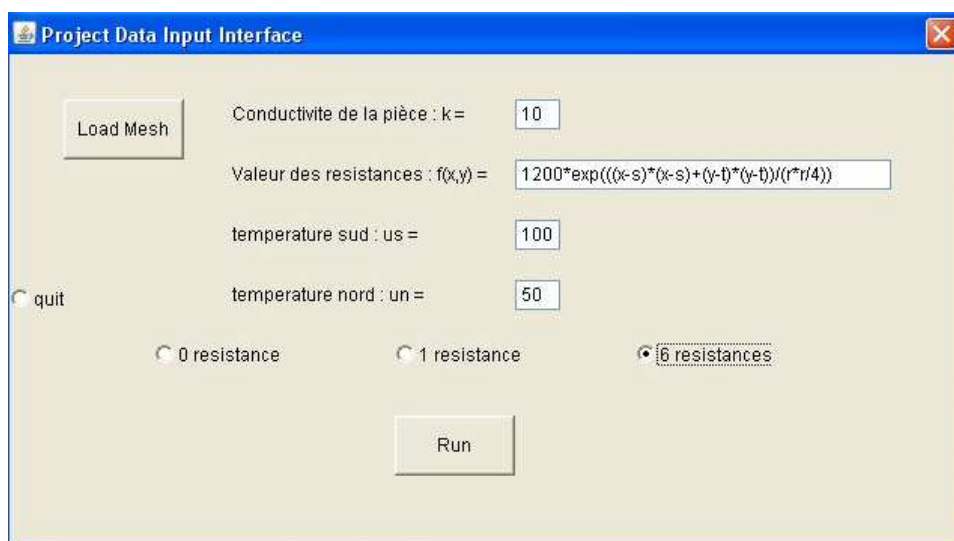 Project Data Input Interface
Load Mesh
Conductivite de la pièce : k =
10
Valeur des resistances : f(x,y) =
1200*exp(((x-s)*(x-s)+(y-t)*(y-t))/(r*r/4))
temperature sud : us =
100
quit
temperature nord : un =
50
0 resistance
1 resistance
6 resistances
Run